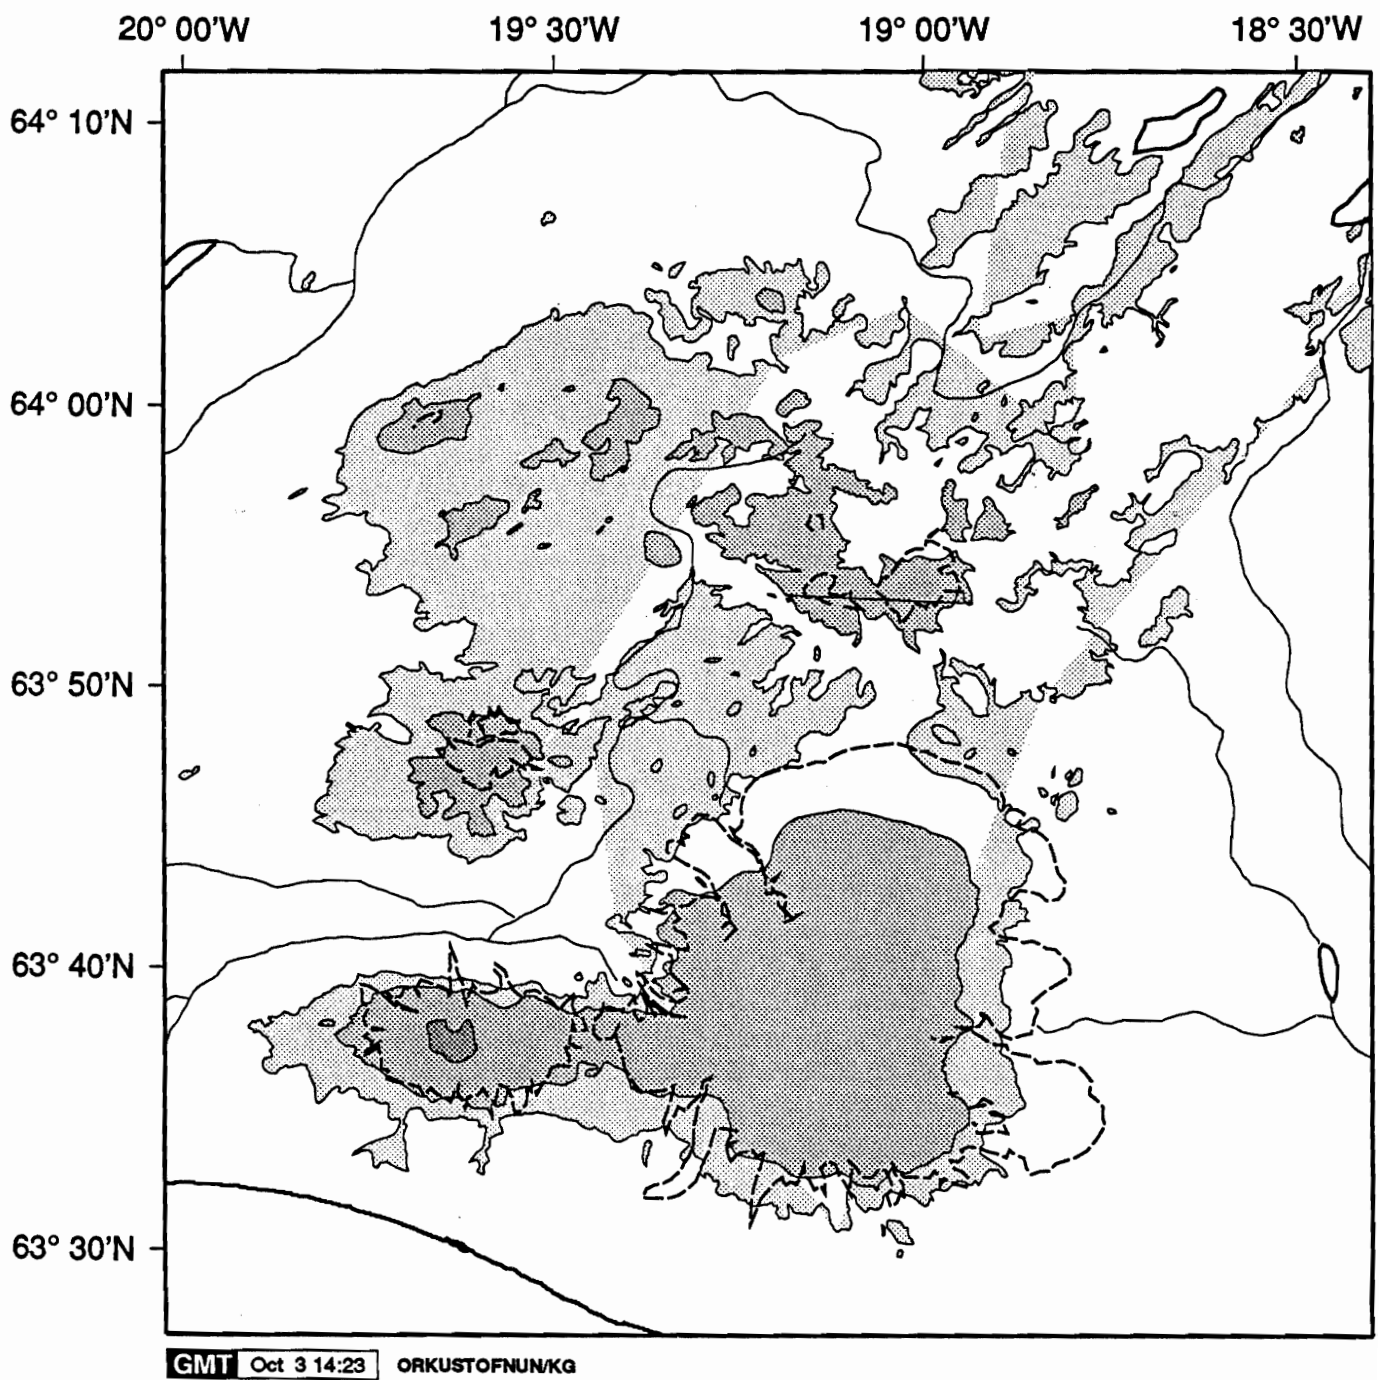 20° 00'W 19° 30'W 19° 00'W 18° 30'W
64° 10'N
64° 00'N
63° 50'N
63° 40'N
63° 30'N
GMT Oct 3 14:23 ORKUSTOFNUN/KG